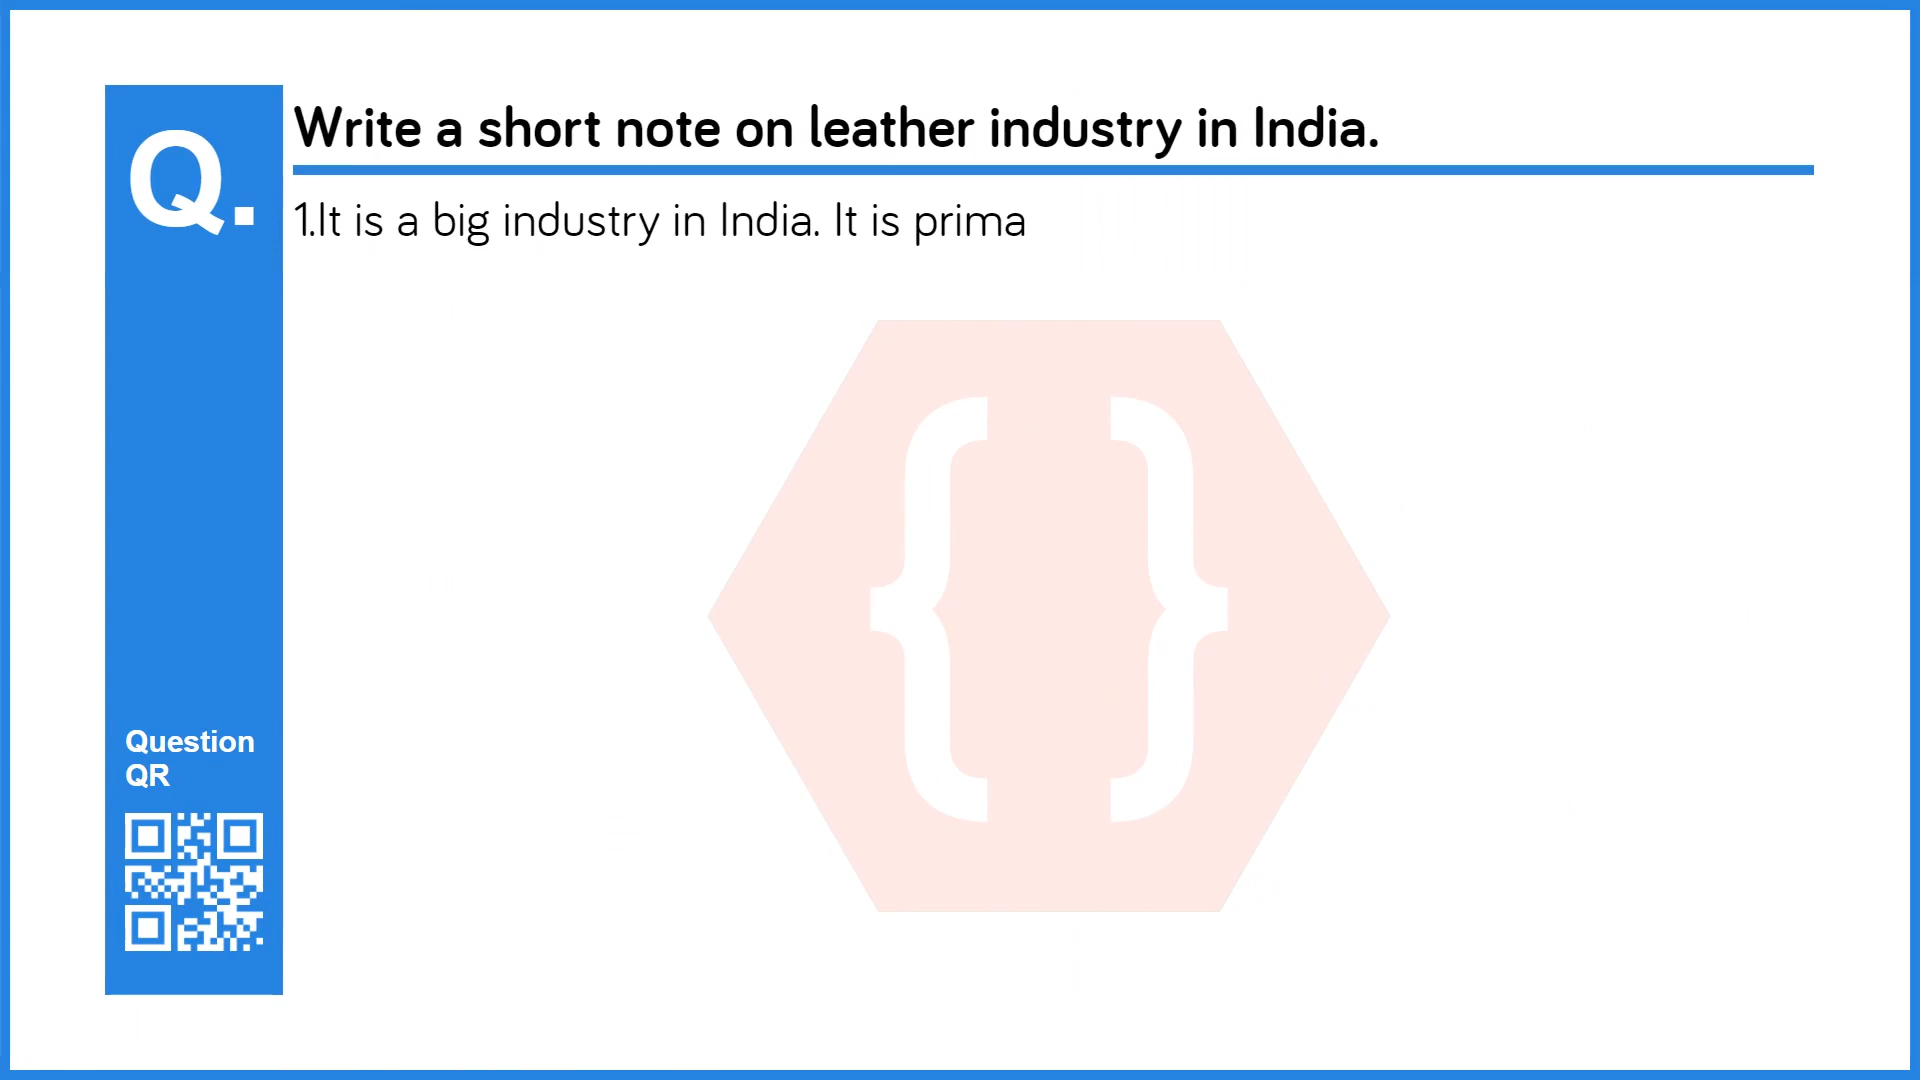 Q.
Write a short note on leather industry in India.
1.It is a big industry in India. It is prima
Question
QR